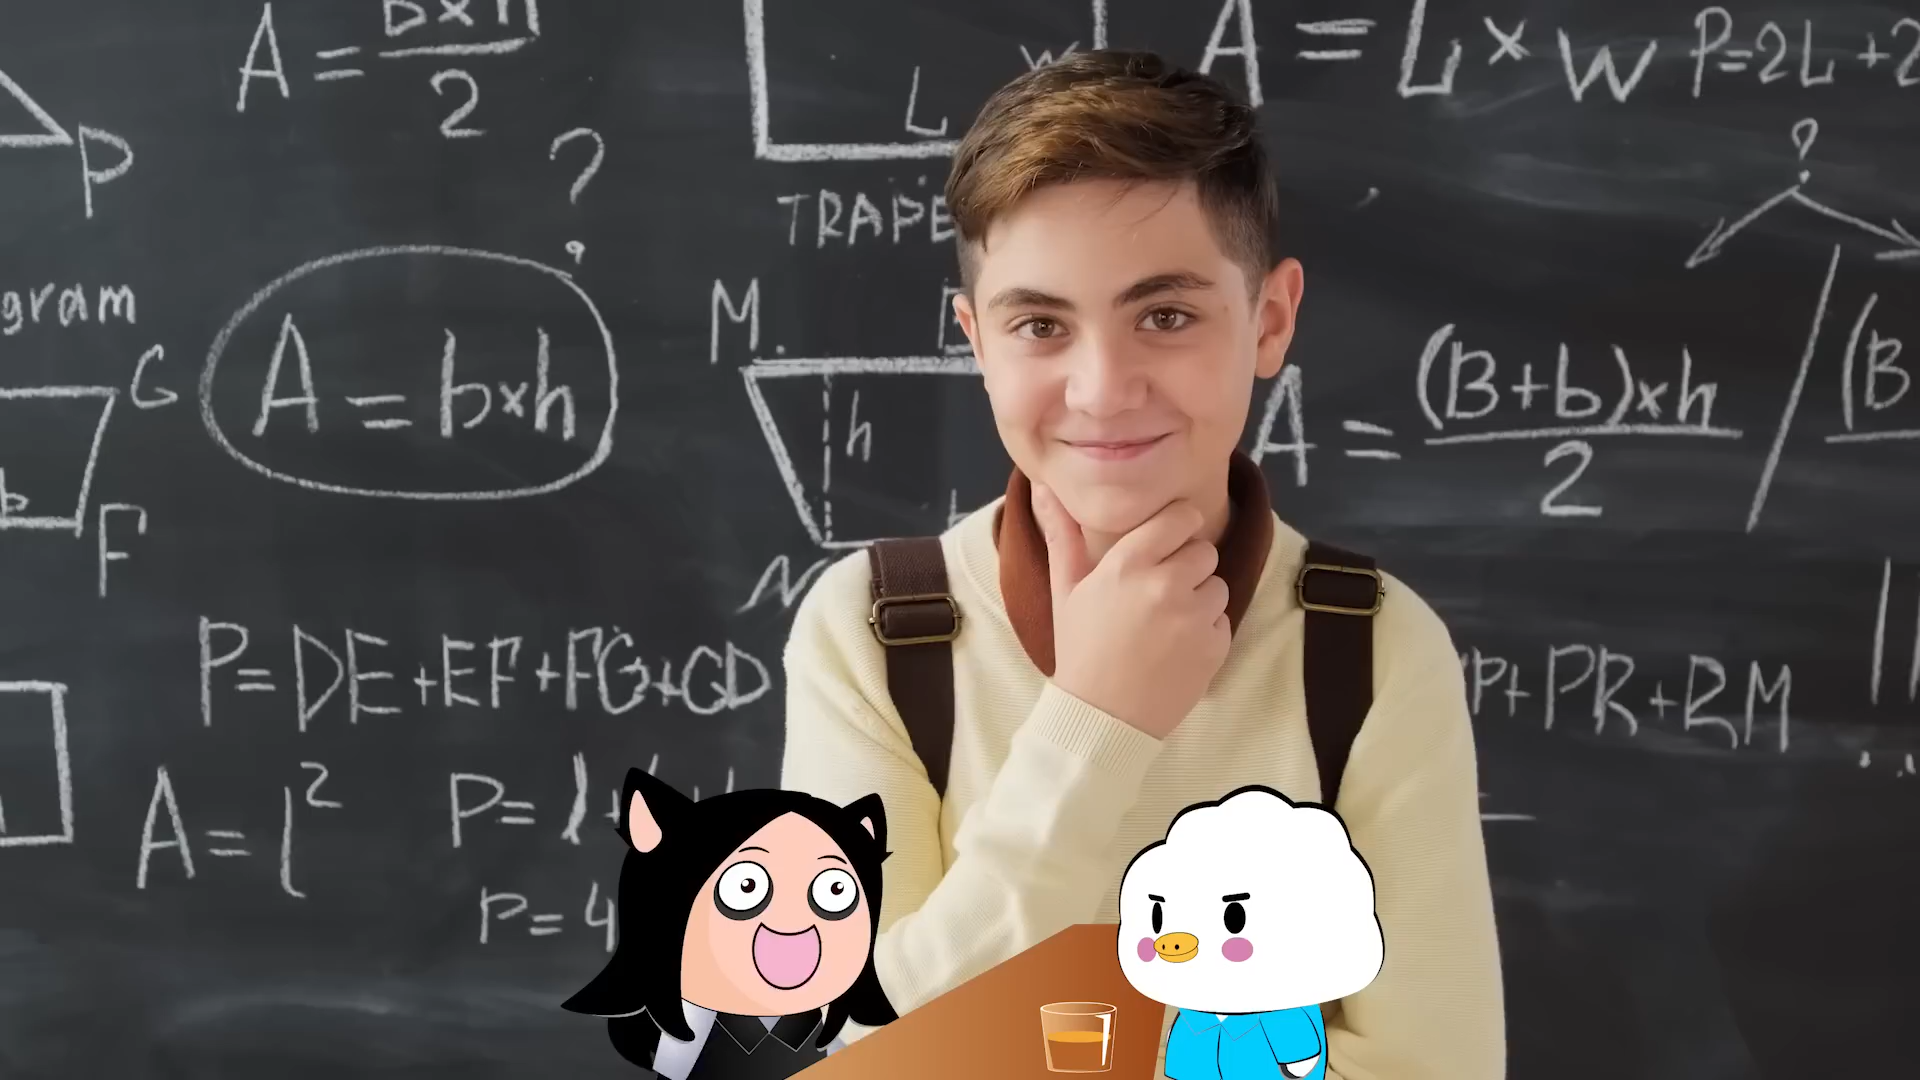 A = b×h
2
L
W
A = L × W
P=2L+2
?
P
?
TRAPE
gram
G
A = b×h
M
h
A = (B+b)×h / 2
(B
b
F
N
P=DE+EF+FG+GD
P+PR+RM
A = l²
P= l+
P=4